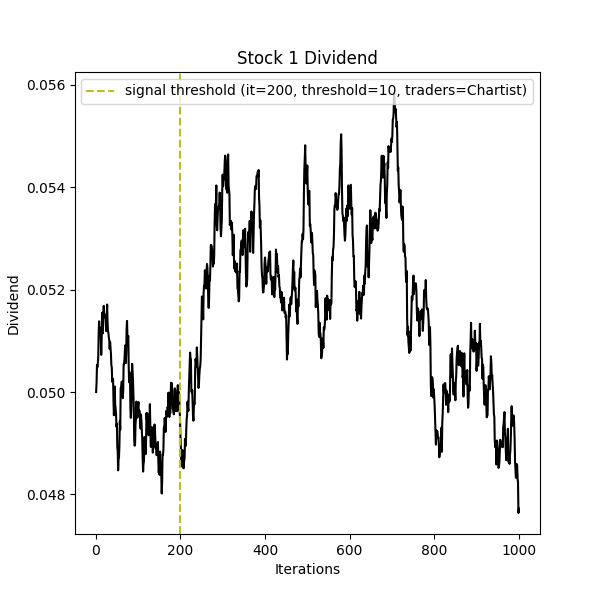 Stock 1 Dividend
signal threshold (it=200, threshold=10, traders=Chartist)
0.056
0.054
0.052
0.050
0.048
Dividend
0 200 400 600 800 1000
Iterations